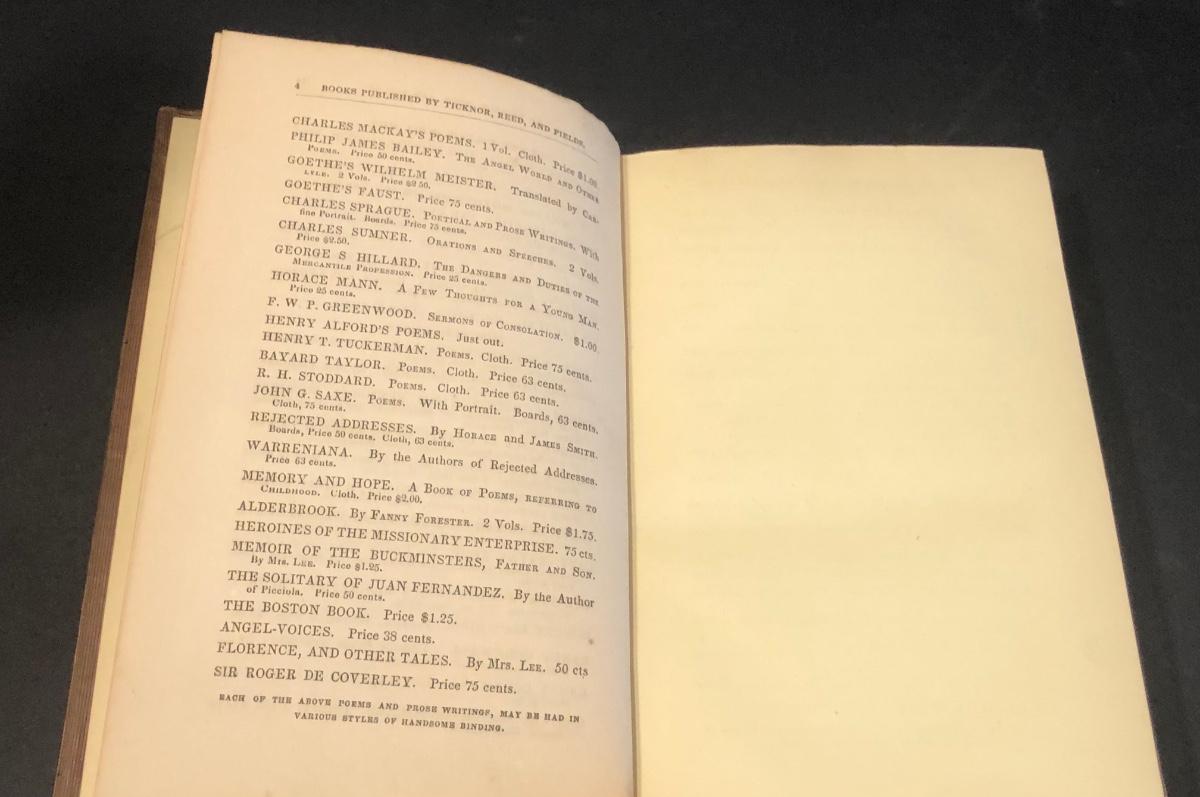 4 BOOKS PUBLISHED BY TICKNOR, REED, AND FIELDS.
CHARLES MACKAY'S POEMS. 1 Vol. Cloth. Price $1.00.
PHILIP JAMES BAILEY. THE ANGEL WORLD AND OTHER
POEMS. Price 50 cents.
GOETHE'S WILHELM MEISTER. Translated by CAR-
LYLE. 2 Vols. Price $2.50.
GOETHE'S FAUST. Price 75 cents.
CHARLES SPRAGUE. POETICAL AND PROSE WRITINGS. With
fine Portrait. Boards. Price 75 cents.
CHARLES SUMNER. ORATIONS AND SPEECHES. 2 Vols.
Price $2.50.
GEORGE S HILLARD. THE DANGERS AND DUTIES OF THE
MERCANTILE PROFESSION. Price 25 cents.
HORACE MANN. A FEW THOUGHTS FOR A YOUNG MAN.
Price 25 cents.
F. W. P. GREENWOOD. SERMONS OF CONSOLATION. $1.00.
HENRY ALFORD'S POEMS. Just out.
HENRY T. TUCKERMAN. POEMS. Cloth. Price 75 cents.
BAYARD TAYLOR. POEMS. Cloth. Price 63 cents.
R. H. STODDARD. POEMS. Cloth. Price 63 cents.
JOHN G. SAXE. POEMS. With Portrait. Boards, 63 cents.
Cloth, 75 cents.
REJECTED ADDRESSES. By HORACE and JAMES SMITH.
Boards, Price 50 cents. Cloth, 63 cents.
WARRENIANA. By the Authors of Rejected Addresses.
Price 63 cents.
MEMORY AND HOPE. A BOOK OF POEMS, REFERRING TO
CHILDHOOD. Cloth. Price $2.00.
ALDERBROOK. By FANNY FORESTER. 2 Vols. Price $1.75.
HEROINES OF THE MISSIONARY ENTERPRISE. 75 cts.
MEMOIR OF THE BUCKMINSTERS, FATHER AND SON.
By MRS. LEE. Price $1.25.
THE SOLITARY OF JUAN FERNANDEZ. By the Author
of Picciola. Price 50 cents.
THE BOSTON BOOK. Price $1.25.
ANGEL-VOICES. Price 38 cents.
FLORENCE, AND OTHER TALES. By MRS. LEE. 50 cts
SIR ROGER DE COVERLEY. Price 75 cents.
EACH OF THE ABOVE POEMS AND PROSE WRITINGS, MAY BE HAD IN
VARIOUS STYLES OF HANDSOME BINDING.